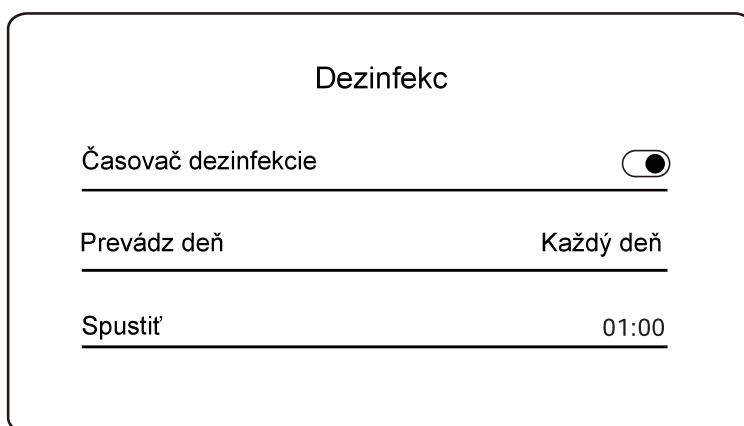 Dezinfekc
Časovač dezinfekcie
Prevádz deň Každý deň
Spustiť 01:00